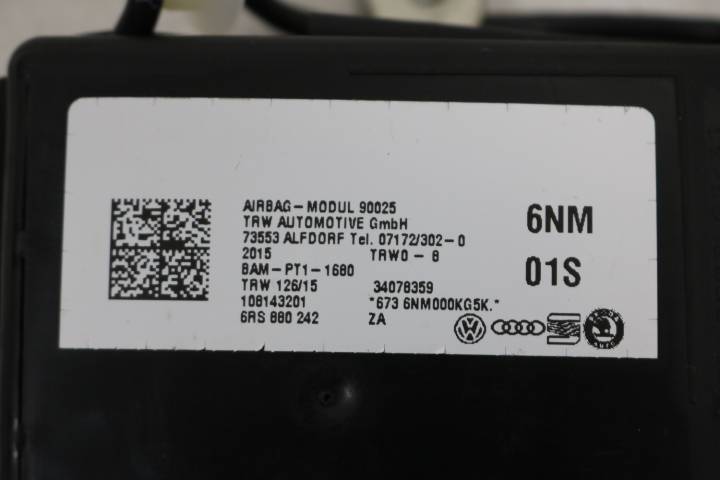 AIRBAG-MODUL 90025
TRW AUTOMOTIVE GmbH
73553 ALFDORF Tel. 07172/302-0
2015 TRW0 - 8
BAM-PT1-1680
TRW 126/15 34078359
108143201 *673 6NM000KG5K.*
6RS 880 242 ZA
6NM
01S